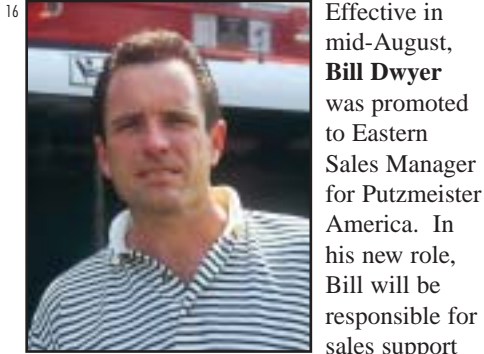 16
Effective in
mid-August,
Bill Dwyer
was promoted
to Eastern
Sales Manager
for Putzmeister
America. In
his new role,
Bill will be
responsible for
sales support